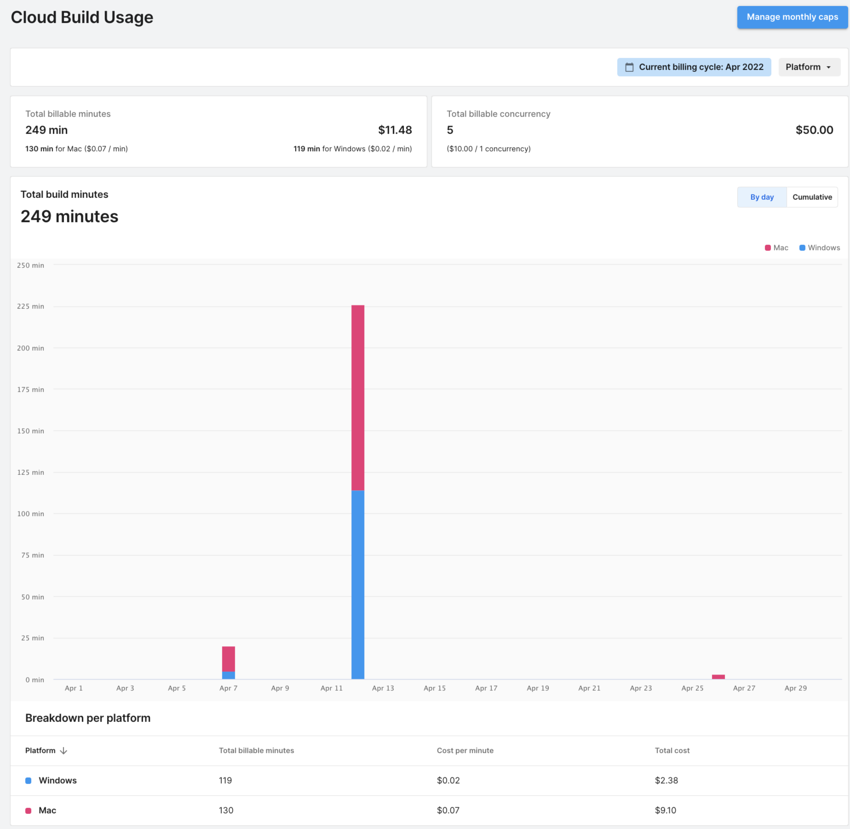 Cloud Build Usage
Manage monthly caps
Current billing cycle: Apr 2022
Platform
Total billable minutes
249 min
$11.48
130 min for Mac ($0.07 / min)
119 min for Windows ($0.02 / min)
Total billable concurrency
5
$50.00
($10.00 / 1 concurrency)
Total build minutes
249 minutes
By day
Cumulative
Mac
Windows
250 min
225 min
200 min
175 min
150 min
125 min
100 min
75 min
50 min
25 min
0 min
Apr 1 Apr 3 Apr 5 Apr 7 Apr 9 Apr 11 Apr 13 Apr 15 Apr 17 Apr 19 Apr 21 Apr 23 Apr 25 Apr 27 Apr 29
Breakdown per platform
Platform Total billable minutes Cost per minute Total cost
Windows 119 $0.02 $2.38
Mac 130 $0.07 $9.10